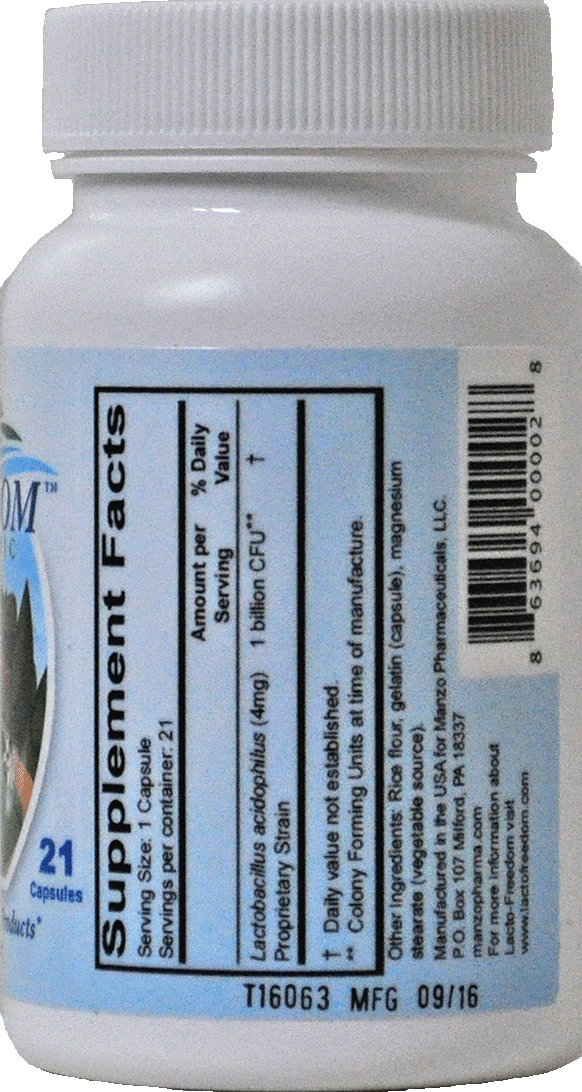 OM™
I C
21
Capsules
Supplement Facts
Serving Size: 1 Capsule
Servings per container: 21
Amount per Serving
% Daily Value
Lactobacillus acidophilus (4mg) 1 billion CFU** †
Proprietary Strain
† Daily value not established.
** Colony Forming Units at time of manufacture.
Other Ingredients: Rice flour, gelatin (capsule), magnesium
stearate (vegetable source).
Manufactured in the USA for Manzo Pharmaceuticals, LLC.
P.O. Box 107 Milford, PA 18337
manzopharma.com
For more Information about
Lacto-Freedom visit
www.lactofreedom.com
8 63694 00002 8
T16063 MFG 09/16